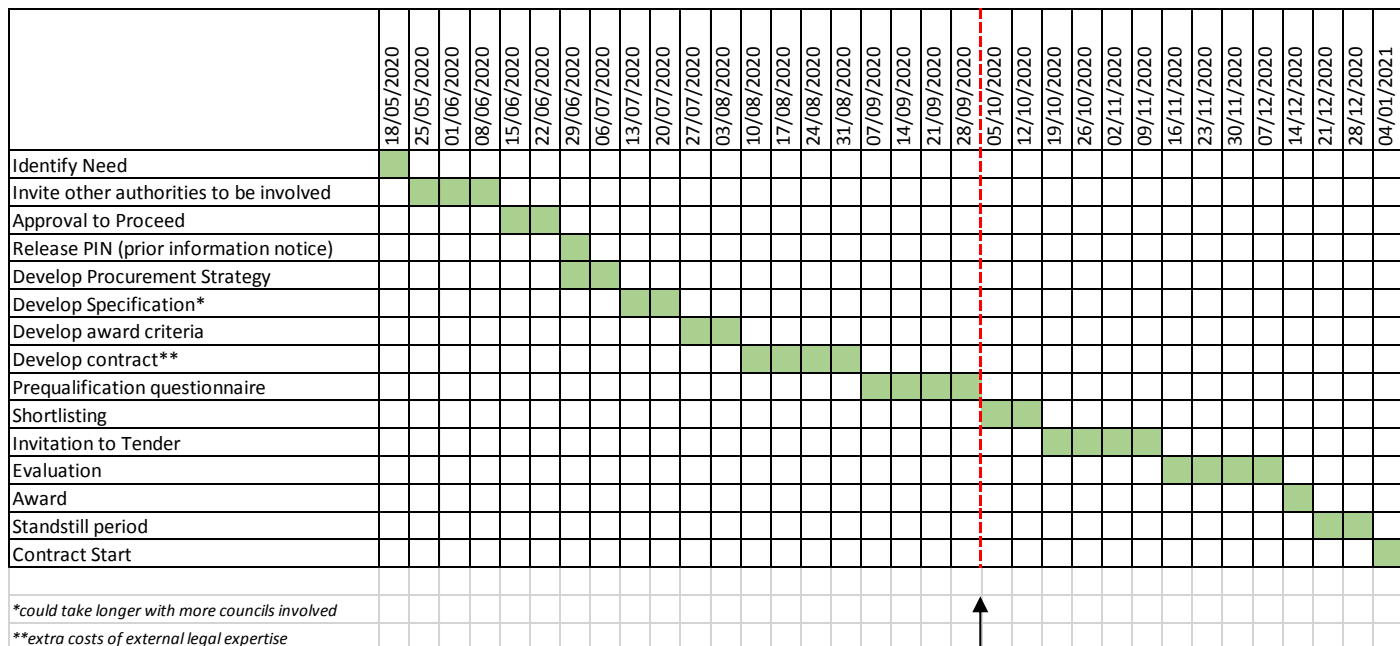 18/05/2020 25/05/2020 01/06/2020 08/06/2020 15/06/2020 22/06/2020 29/06/2020 06/07/2020 13/07/2020 20/07/2020 27/07/2020 03/08/2020 10/08/2020 17/08/2020 24/08/2020 31/08/2020 07/09/2020 14/09/2020 21/09/2020 28/09/2020 05/10/2020 12/10/2020 19/10/2020 26/10/2020 02/11/2020 09/11/2020 16/11/2020 23/11/2020 30/11/2020 07/12/2020 14/12/2020 21/12/2020 28/12/2020 04/01/2021
Identify Need
Invite other authorities to be involved
Approval to Proceed
Release PIN (prior information notice)
Develop Procurement Strategy
Develop Specification*
Develop award criteria
Develop contract**
Prequalification questionnaire
Shortlisting
Invitation to Tender
Evaluation
Award
Standstill period
Contract Start
*could take longer with more councils involved
**extra costs of external legal expertise